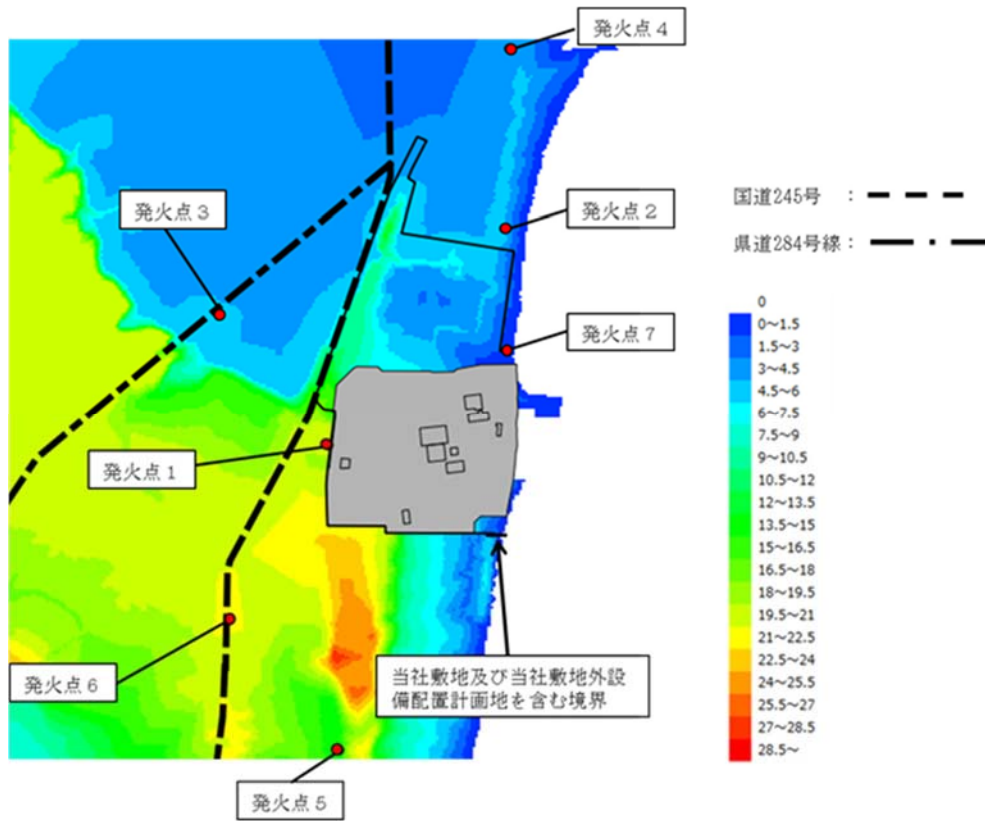 発火点４
発火点３
発火点２
発火点７
発火点１
発火点６
発火点５
当社敷地及び当社敷地外設
備配置計画地を含む境界
国道245号　：
県道284号線：
0
0～1.5
1.5～3
3～4.5
4.5～6
6～7.5
7.5～9
9～10.5
10.5～12
12～13.5
13.5～15
15～16.5
16.5～18
18～19.5
19.5～21
21～22.5
22.5～24
24～25.5
25.5～27
27～28.5
28.5～